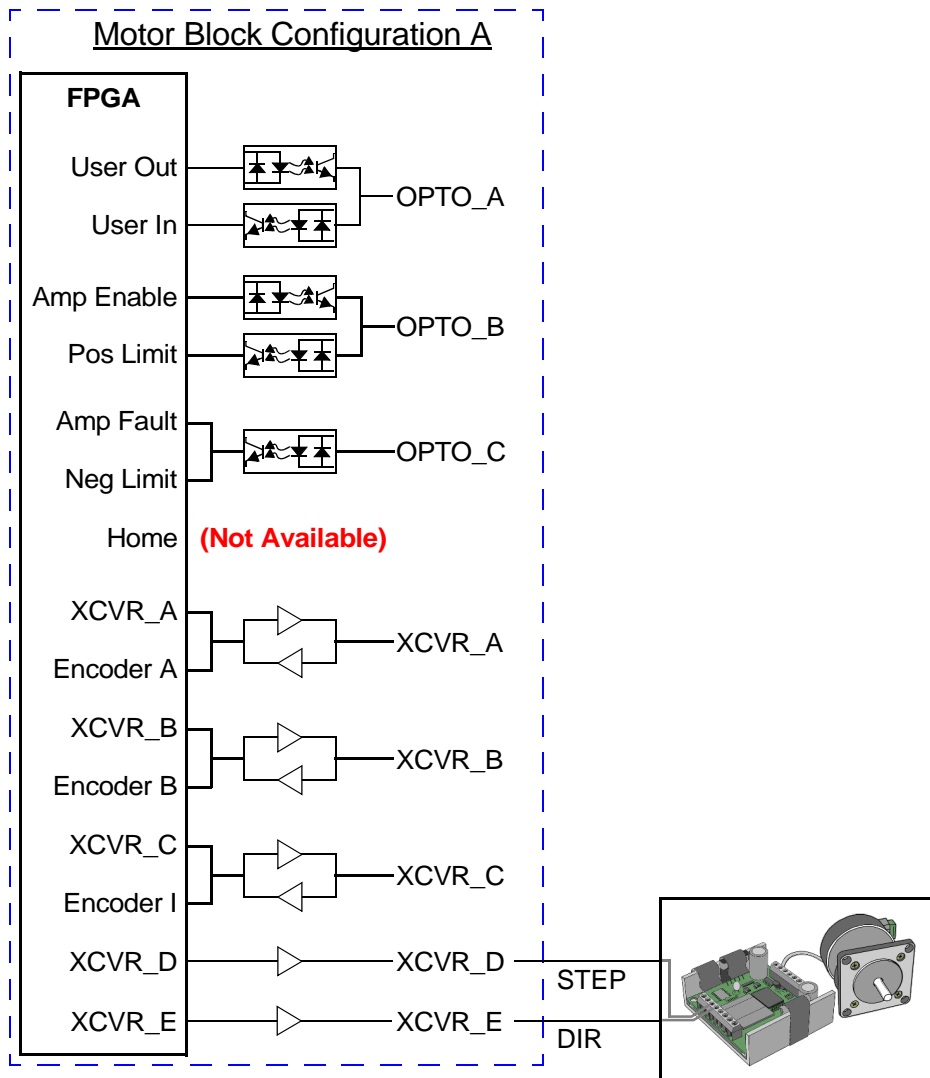 Motor Block Configuration A
FPGA
User Out
OPTO_A
User In
Amp Enable
OPTO_B
Pos Limit
Amp Fault
OPTO_C
Neg Limit
Home (Not Available)
XCVR_A
XCVR_A
Encoder A
XCVR_B
XCVR_B
Encoder B
XCVR_C
XCVR_C
Encoder I
XCVR_D XCVR_D STEP
XCVR_E XCVR_E DIR